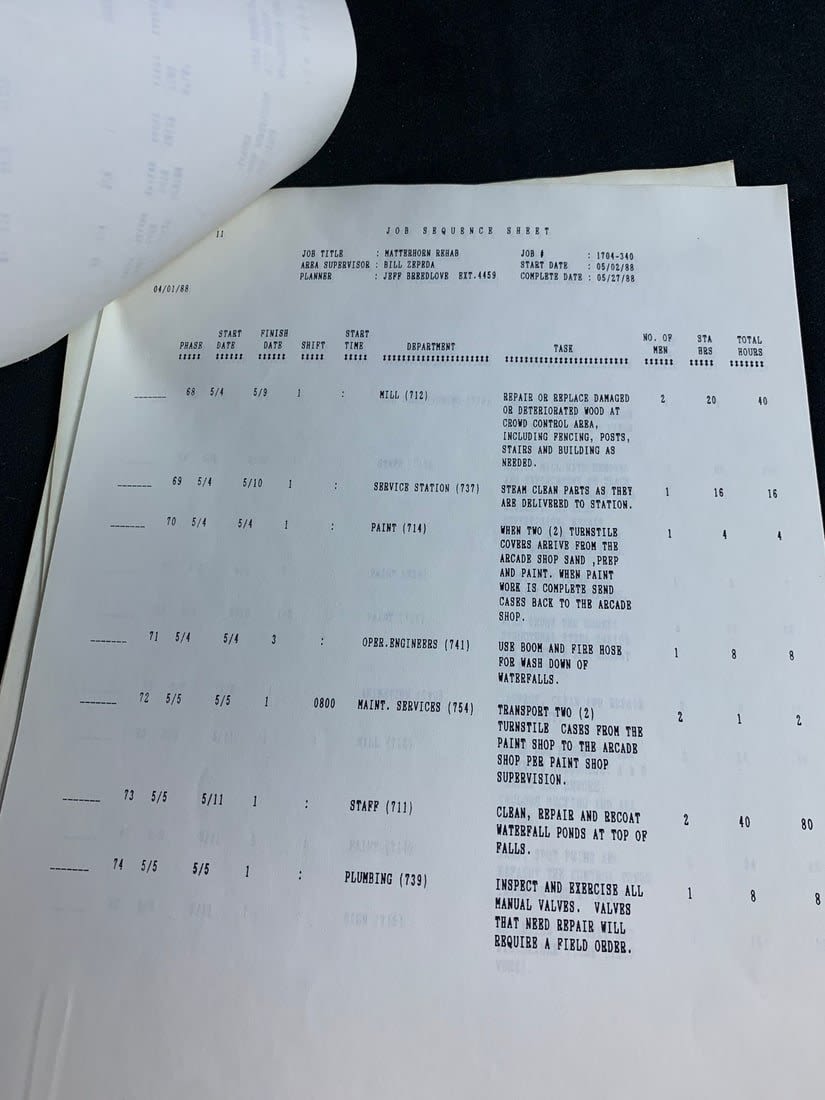 11
JOB SEQUENCE SHEET
JOB TITLE : MATTERHORN REHAB JOB # : 1704-340
AREA SUPERVISOR : BILL ZEPEDA START DATE : 05/02/88
PLANNER : JEFF BREEDLOVE EXT.4459 COMPLETE DATE : 05/27/88
04/01/88
START FINISH START NO. OF STA TOTAL
PHASE DATE DATE SHIFT TIME DEPARTMENT TASK MEN HRS HOURS
68 5/4 5/9 1 : MILL (712) REPAIR OR REPLACE DAMAGED 2 20 40
OR DETERIORATED WOOD AT
CROWD CONTROL AREA,
INCLUDING FENCING, POSTS,
STAIRS AND BUILDING AS
NEEDED.
69 5/4 5/10 1 : SERVICE STATION (737) STEAM CLEAN PARTS AS THEY 1 16 16
ARE DELIVERED TO STATION.
70 5/4 5/4 1 : PAINT (714) WHEN TWO (2) TURNSTILE 1 4 4
COVERS ARRIVE FROM THE
ARCADE SHOP SAND ,PREP
AND PAINT. WHEN PAINT
WORK IS COMPLETE SEND
CASES BACK TO THE ARCADE
SHOP.
71 5/4 5/4 3 : OPER.ENGINEERS (741) USE BOOM AND FIRE HOSE 1 8 8
FOR WASH DOWN OF
WATERFALLS.
72 5/5 5/5 1 0800 MAINT. SERVICES (754) TRANSPORT TWO (2) 2 1 2
TURNSTILE CASES FROM THE
PAINT SHOP TO THE ARCADE
SHOP PER PAINT SHOP
SUPERVISION.
73 5/5 5/11 1 : STAFF (711) CLEAN, REPAIR AND RECOAT 2 40 80
WATERFALL PONDS AT TOP OF
FALLS.
74 5/5 5/5 1 : PLUMBING (739) INSPECT AND EXERCISE ALL 1 8 8
MANUAL VALVES. VALVES
THAT NEED REPAIR WILL
REQUIRE A FIELD ORDER.